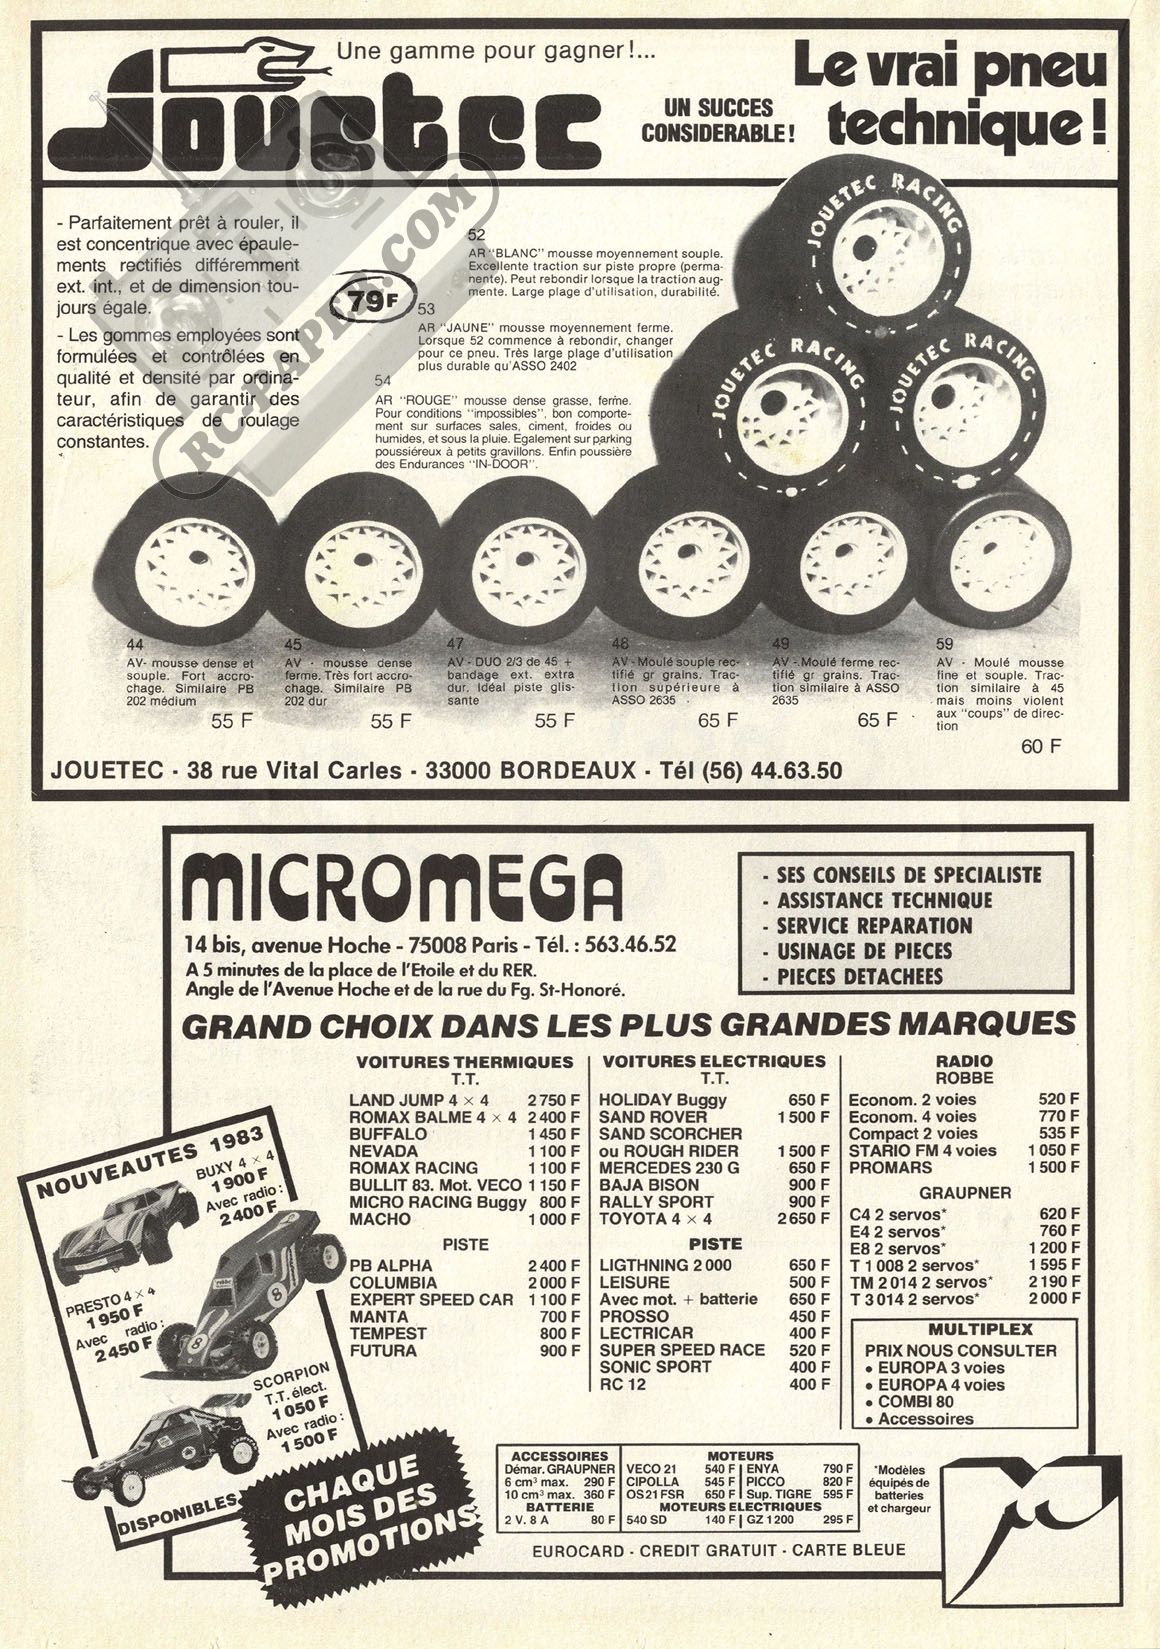 Une gamme pour gagner!...
Jouetec
UN SUCCES
CONSIDERABLE!
Le vrai pneu
technique!
- Parfaitement prêt à rouler, il
est concentrique avec épaule-
ments rectifiés différemment
ext. int., et de dimension tou-
jours égale.
- Les gommes employées sont
formulées et contrôlées en
qualité et densité par ordina-
teur, afin de garantir des
caractéristiques de roulage
constantes.
RC-PAPER.COM
79F
52
AR "BLANC" mousse moyennement souple.
Excellente traction sur piste propre (perma-
nente). Peut rebondir lorsque la traction aug-
mente. Large plage d'utilisation, durabilité.
53
AR "JAUNE" mousse moyennement ferme.
Lorsque 52 commence à rebondir, changer
pour ce pneu. Très large plage d'utilisation
plus durable qu'ASSO 2402
54
AR "ROUGE" mousse dense grasse, ferme.
Pour conditions "impossibles", bon comporte-
ment sur surfaces sales, ciment, froides ou
humides, et sous la pluie. Egalement sur parking
poussiéreux à petits gravillons. Enfin poussière
des Endurances "IN-DOOR".
JOUETEC RACING
JOUETEC RACING
JOUETEC RACING
44
AV- mousse dense et
souple. Fort accro-
chage. Similaire PB
202 médium
55 F
45
AV - mousse dense
ferme. Très fort accro-
chage. Similaire PB
202 dur
55 F
47
AV - DUO 2/3 de 45 +
bandage ext. extra
dur. Idéal piste glis-
sante
55 F
48
AV - Moulé souple rec-
tifié gr grains. Trac-
tion supérieure à
ASSO 2635
65 F
49
AV - Moulé ferme rec-
tifié gr grains. Trac-
tion similaire à ASSO
2635
65 F
59
AV - Moulé mousse
fine et souple. Trac-
tion similaire à 45
mais moins violent
aux "coups" de direc-
tion
60 F
JOUETEC - 38 rue Vital Carles - 33000 BORDEAUX - Tél (56) 44.63.50
MICROMEGA
14 bis, avenue Hoche - 75008 Paris - Tél. : 563.46.52
A 5 minutes de la place de l'Etoile et du RER.
Angle de l'Avenue Hoche et de la rue du Fg. St-Honoré.
- SES CONSEILS DE SPECIALISTE
- ASSISTANCE TECHNIQUE
- SERVICE REPARATION
- USINAGE DE PIECES
- PIECES DETACHEES
GRAND CHOIX DANS LES PLUS GRANDES MARQUES
VOITURES THERMIQUES
T.T.
LAND JUMP 4 × 4 2 750 F
ROMAX BALME 4 × 4 2 400 F
BUFFALO 1 450 F
NEVADA 1 100 F
ROMAX RACING 1 100 F
BULLIT 83. Mot. VECO 1 150 F
MICRO RACING Buggy 800 F
MACHO 1 000 F
PISTE
PB ALPHA 2 400 F
COLUMBIA 2 000 F
EXPERT SPEED CAR 1 100 F
MANTA 700 F
TEMPEST 800 F
FUTURA 900 F
VOITURES ELECTRIQUES
T.T.
HOLIDAY Buggy 650 F
SAND ROVER 1 500 F
SAND SCORCHER
ou ROUGH RIDER 1 500 F
MERCEDES 230 G 650 F
BAJA BISON 900 F
RALLY SPORT 900 F
TOYOTA 4 × 4 2 650 F
PISTE
LIGTHNING 2 000 650 F
LEISURE 500 F
Avec mot. + batterie 650 F
PROSSO 450 F
LECTRICAR 400 F
SUPER SPEED RACE 520 F
SONIC SPORT 400 F
RC 12 400 F
RADIO
ROBBE
Econom. 2 voies 520 F
Econom. 4 voies 770 F
Compact 2 voies 535 F
STARIO FM 4 voies 1 050 F
PROMARS 1 500 F
GRAUPNER
C4 2 servos* 620 F
E4 2 servos* 760 F
E8 2 servos* 1 200 F
T 1 008 2 servos* 1 595 F
TM 2 014 2 servos* 2 190 F
T 3 014 2 servos* 2 000 F
MULTIPLEX
PRIX NOUS CONSULTER
• EUROPA 3 voies
• EUROPA 4 voies
• COMBI 80
• Accessoires
NOUVEAUTES 1983
BUXY 4 × 4
1 900 F
Avec radio :
2 400 F
robbe
8
8
PRESTO 4 × 4
1 950 F
Avec radio :
2 450 F
SCORPION
T.T. élect.
1 050 F
Avec radio :
1 500 F
DISPONIBLES
CHAQUE
MOIS DES
PROMOTIONS
ACCESSOIRES
Démar. GRAUPNER
6 cm³ max. 290 F
10 cm³ max. 360 F
BATTERIE
2 V. 8 A 80 F
MOTEURS
VECO 21 540 F ENYA 790 F
CIPOLLA 545 F PICCO 820 F
OS21 FSR 650 F Sup. TIGRE 595 F
MOTEURS ELECTRIQUES
540 SD 140 F GZ 1 200 295 F
*Modèles
équipés de
batteries
et chargeur
EUROCARD - CREDIT GRATUIT - CARTE BLEUE